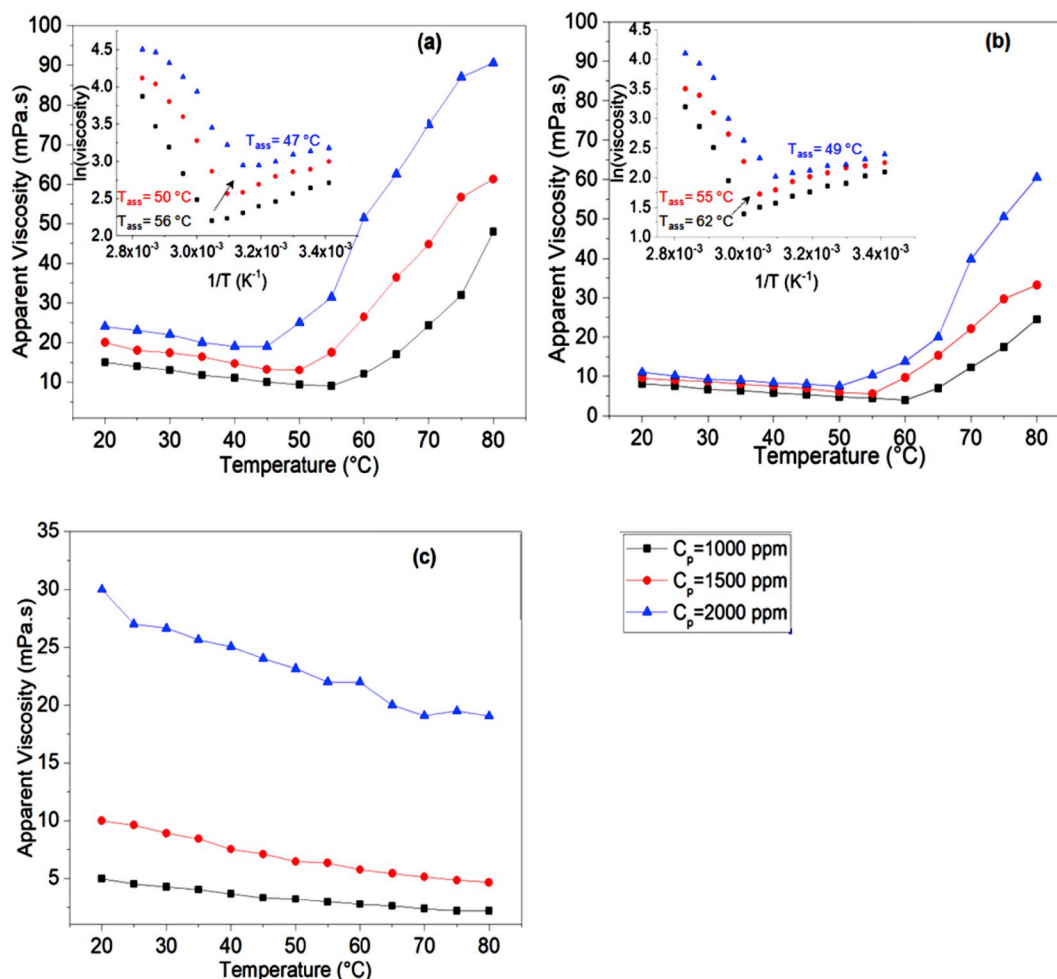 (a)
Apparent Viscosity (mPa.s)
100
90
80
70
60
50
40
30
20
10
20 30 40 50 60 70 80
Temperature (°C)
ln(viscosity)
4.5
4.0
3.5
3.0
2.5
2.0
2.8x10⁻³ 3.0x10⁻³ 3.2x10⁻³ 3.4x10⁻³
1/T (K⁻¹)
Tass= 47 °C
Tass= 50 °C
Tass= 56 °C
(b)
Apparent Viscosity (mPa.s)
100
90
80
70
60
50
40
30
20
10
0
20 30 40 50 60 70 80
Temperature (°C)
ln(viscosity)
4.5
4.0
3.5
3.0
2.5
2.0
1.5
1.0
2.8x10⁻³ 3.0x10⁻³ 3.2x10⁻³ 3.4x10⁻³
1/T (K⁻¹)
Tass= 49 °C
Tass= 55 °C
Tass= 62 °C
(c)
Apparent Viscosity (mPa.s)
35
30
25
20
15
10
5
20 30 40 50 60 70 80
Temperature (°C)
Cp=1000 ppm
Cp=1500 ppm
Cp=2000 ppm